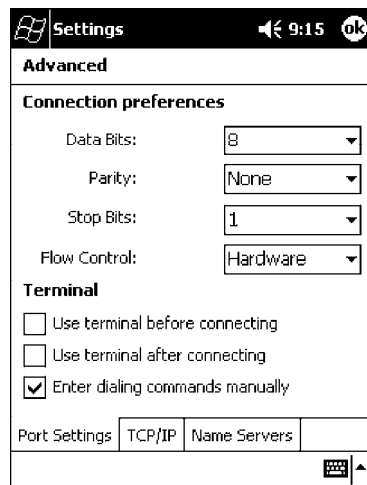 Settings 9:15 ok
Advanced
Connection preferences
Data Bits: 8
Parity: None
Stop Bits: 1
Flow Control: Hardware
Terminal
Use terminal before connecting
Use terminal after connecting
Enter dialing commands manually
Port Settings TCP/IP Name Servers